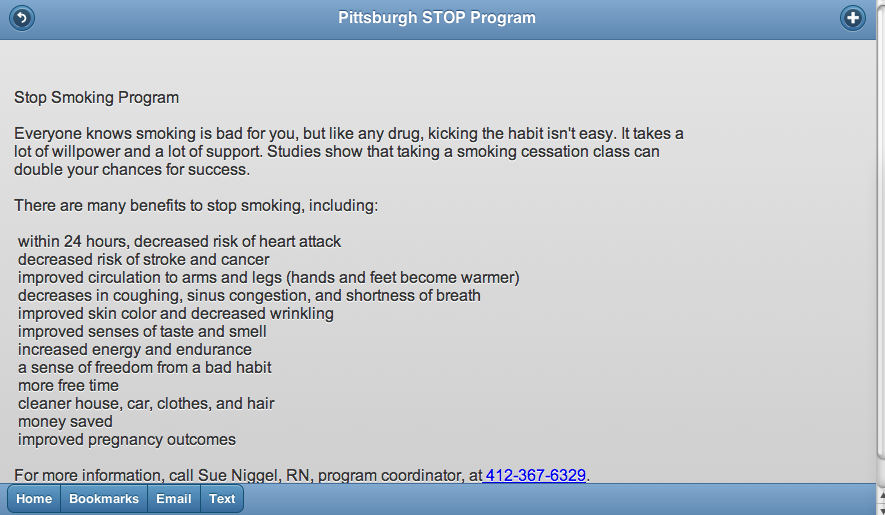 Pittsburgh STOP Program
Stop Smoking Program
Everyone knows smoking is bad for you, but like any drug, kicking the habit isn't easy. It takes a
lot of willpower and a lot of support. Studies show that taking a smoking cessation class can
double your chances for success.
There are many benefits to stop smoking, including:
within 24 hours, decreased risk of heart attack
decreased risk of stroke and cancer
improved circulation to arms and legs (hands and feet become warmer)
decreases in coughing, sinus congestion, and shortness of breath
improved skin color and decreased wrinkling
improved senses of taste and smell
increased energy and endurance
a sense of freedom from a bad habit
more free time
cleaner house, car, clothes, and hair
money saved
improved pregnancy outcomes
For more information, call Sue Niggel, RN, program coordinator, at 412-367-6329.
Home Bookmarks Email Text